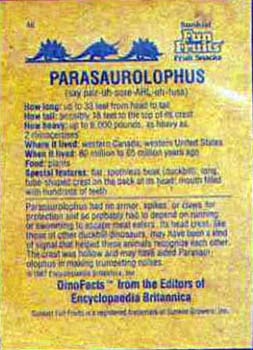 Sunkist
Fun
Fruits
Fruit Snacks
PARASAUROLOPHUS
(say pair-uh-sore-AHL-oh-fuss)
How long: up to 33 feet from head to tail
How tall: possibly 16 feet to the top of its crest
How heavy: up to 8,000 pounds, as heavy as
2 rhinoceroses
Where it lived: western Canada, western United States
When it lived: 80 million to 65 million years ago
Food: plants
Special features: flat, toothless beak (duckbill); long,
tube-shaped crest on the back of its head; mouth filled
with hundreds of teeth
Parasaurolophus had no armor, spikes, or claws for
protection and so probably had to depend on running
or swimming to escape meat eaters. Its head crest, like
those of other duckbill dinosaurs, may have been a kind
of signal that helped these animals recognize each other.
The crest was hollow and may have aided Parasaur-
olophus in making trumpeting noises.
© 1987 Encyclopaedia Britannica, Inc.
DinoFacts™ from the Editors of
Encyclopaedia Britannica
Sunkist Fun Fruits is a registered trademark of Sunkist Growers, Inc.